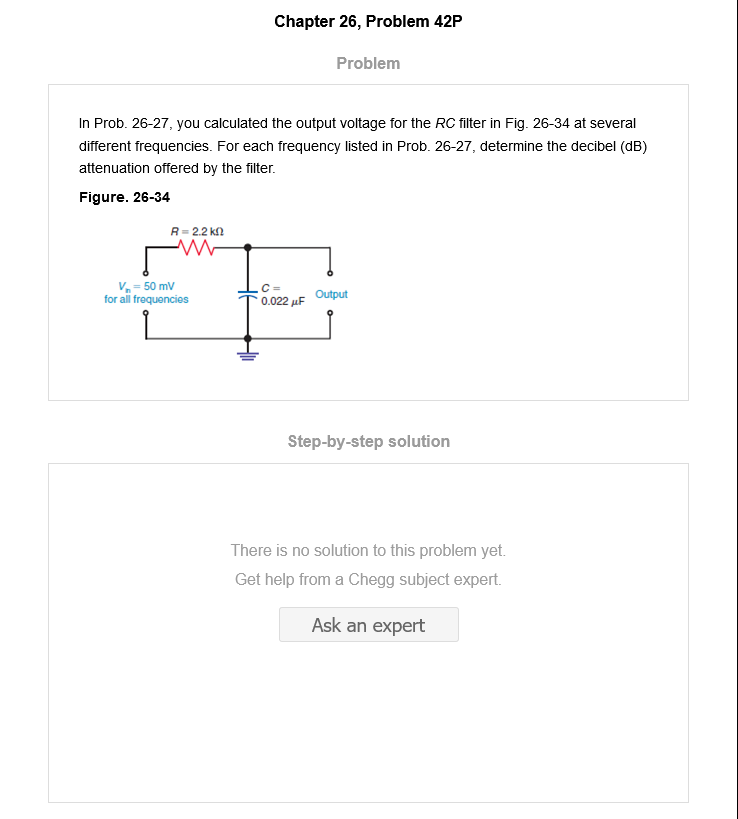 Chapter 26, Problem 42P
Problem
In Prob. 26-27, you calculated the output voltage for the RC filter in Fig. 26-34 at several
different frequencies. For each frequency listed in Prob. 26-27, determine the decibel (dB)
attenuation offered by the filter.
Figure. 26-34
R = 2.2 kΩ
Vin = 50 mV
for all frequencies
C =
0.022 μF
Output
Step-by-step solution
There is no solution to this problem yet.
Get help from a Chegg subject expert.
Ask an expert